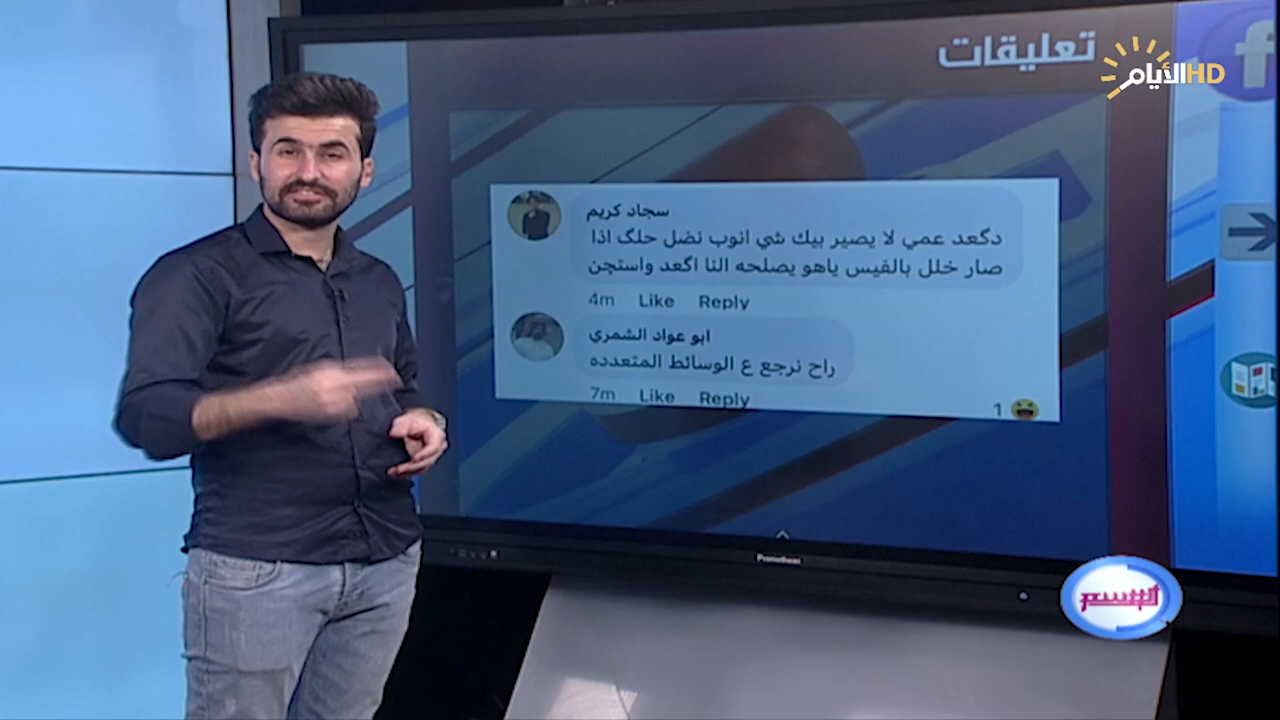 تعليقات
الأيام HD
f
سجاد كريم
دگعد عمي لا يصير بيك شي انوب نضل حلگ اذا
صار خلل بالفيس ياهو يصلحه النا اگعد واستچن
4m Like Reply
ابو عواد الشمري
راح نرجع ع الوسائط المتعدده
7m Like Reply
1
Promethean